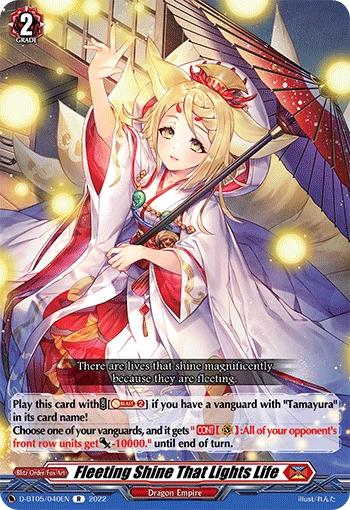 2
GRADE
There are lives that shine magnificently
because they are fleeting.
Play this card with [SOUL BLAST 2] if you have a vanguard with "Tamayura"
in its card name!
Choose one of your vanguards, and it gets "CONT []:All of your opponent's
front row units get -10000." until end of turn.
Blitz Order/Fox Art
Fleeting Shine That Lights Life
Dragon Empire
D-BT05/040EN R 2022
illust/れんた